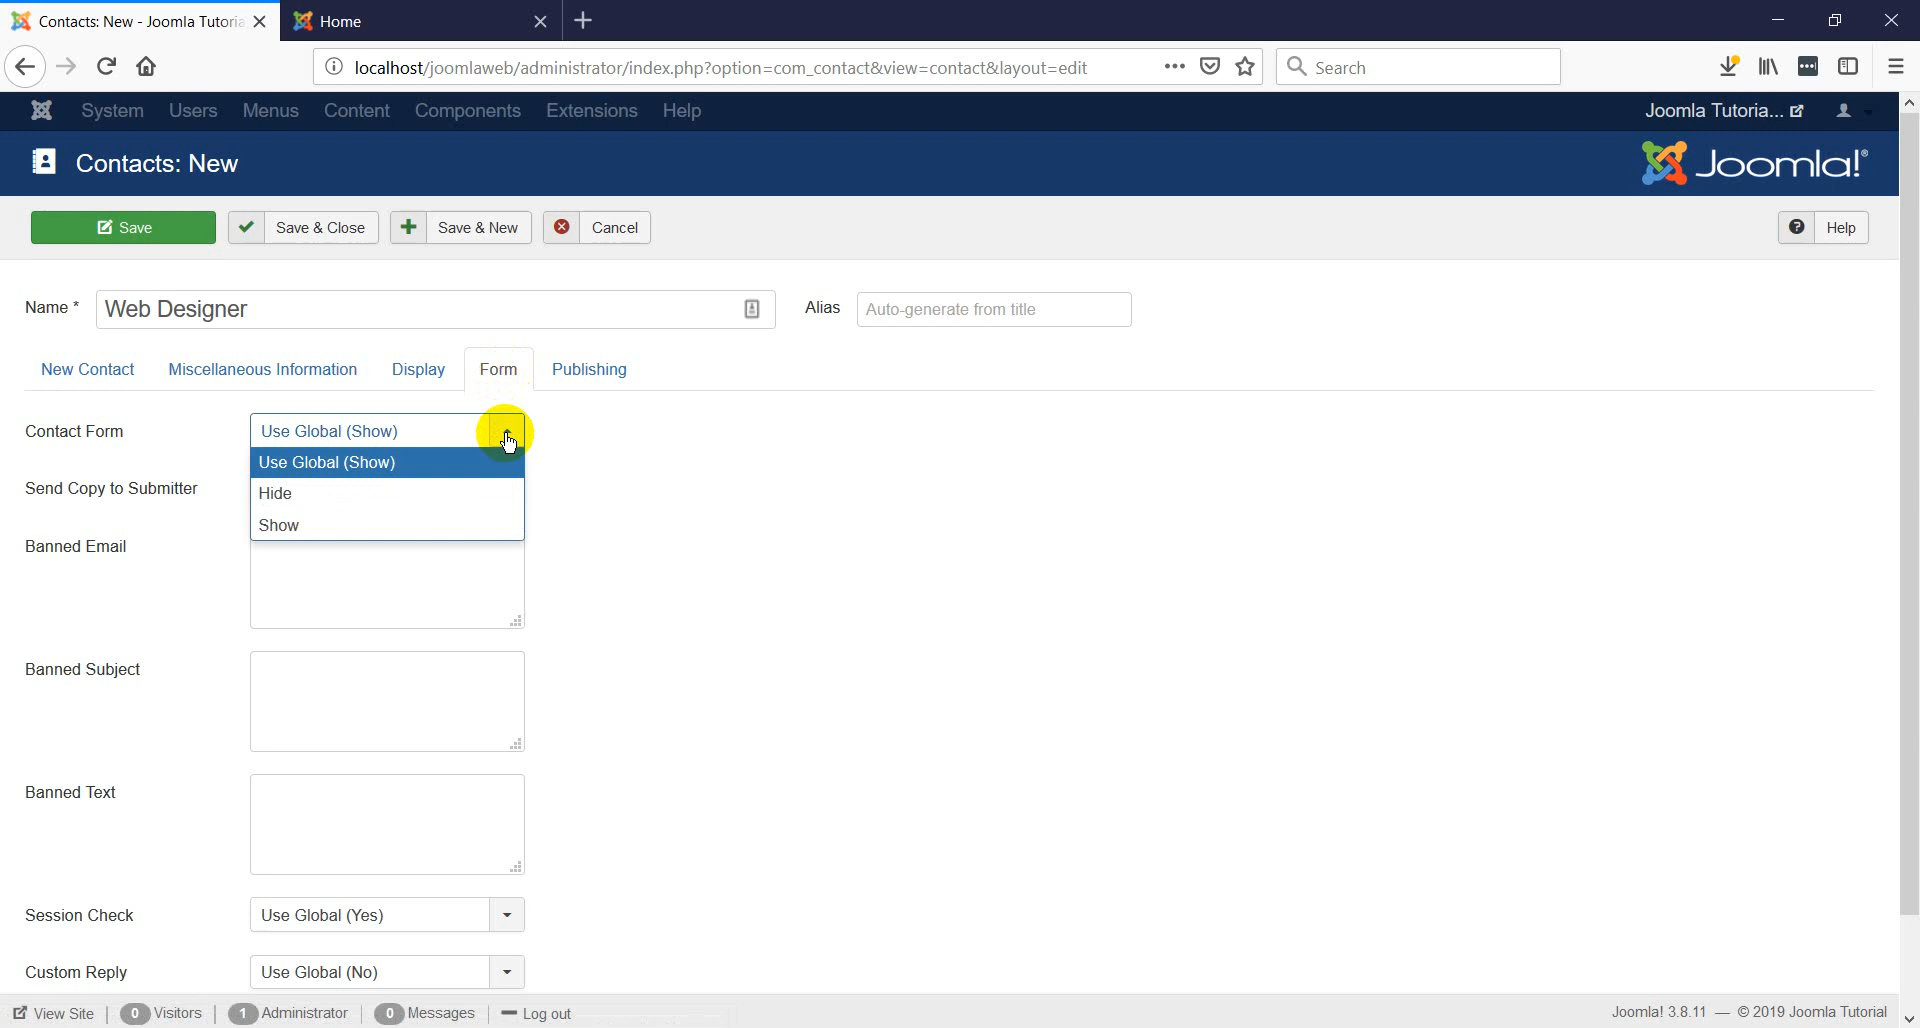 Contacts: New - Joomla Tutoria
Home
localhost/joomlaweb/administrator/index.php?option=com_contact&view=contact&layout=edit
Search
System Users Menus Content Components Extensions Help
Joomla Tutoria...
Contacts: New
Joomla!®
Save
Save & Close
Save & New
Cancel
Help
Name *
Web Designer
Alias
Auto-generate from title
New Contact Miscellaneous Information Display Form Publishing
Contact Form
Use Global (Show)
Use Global (Show)
Send Copy to Submitter
Hide
Show
Banned Email
Banned Subject
Banned Text
Session Check
Use Global (Yes)
Custom Reply
Use Global (No)
View Site
0 Visitors
1 Administrator
0 Messages
Log out
Joomla! 3.8.11 — © 2019 Joomla Tutorial